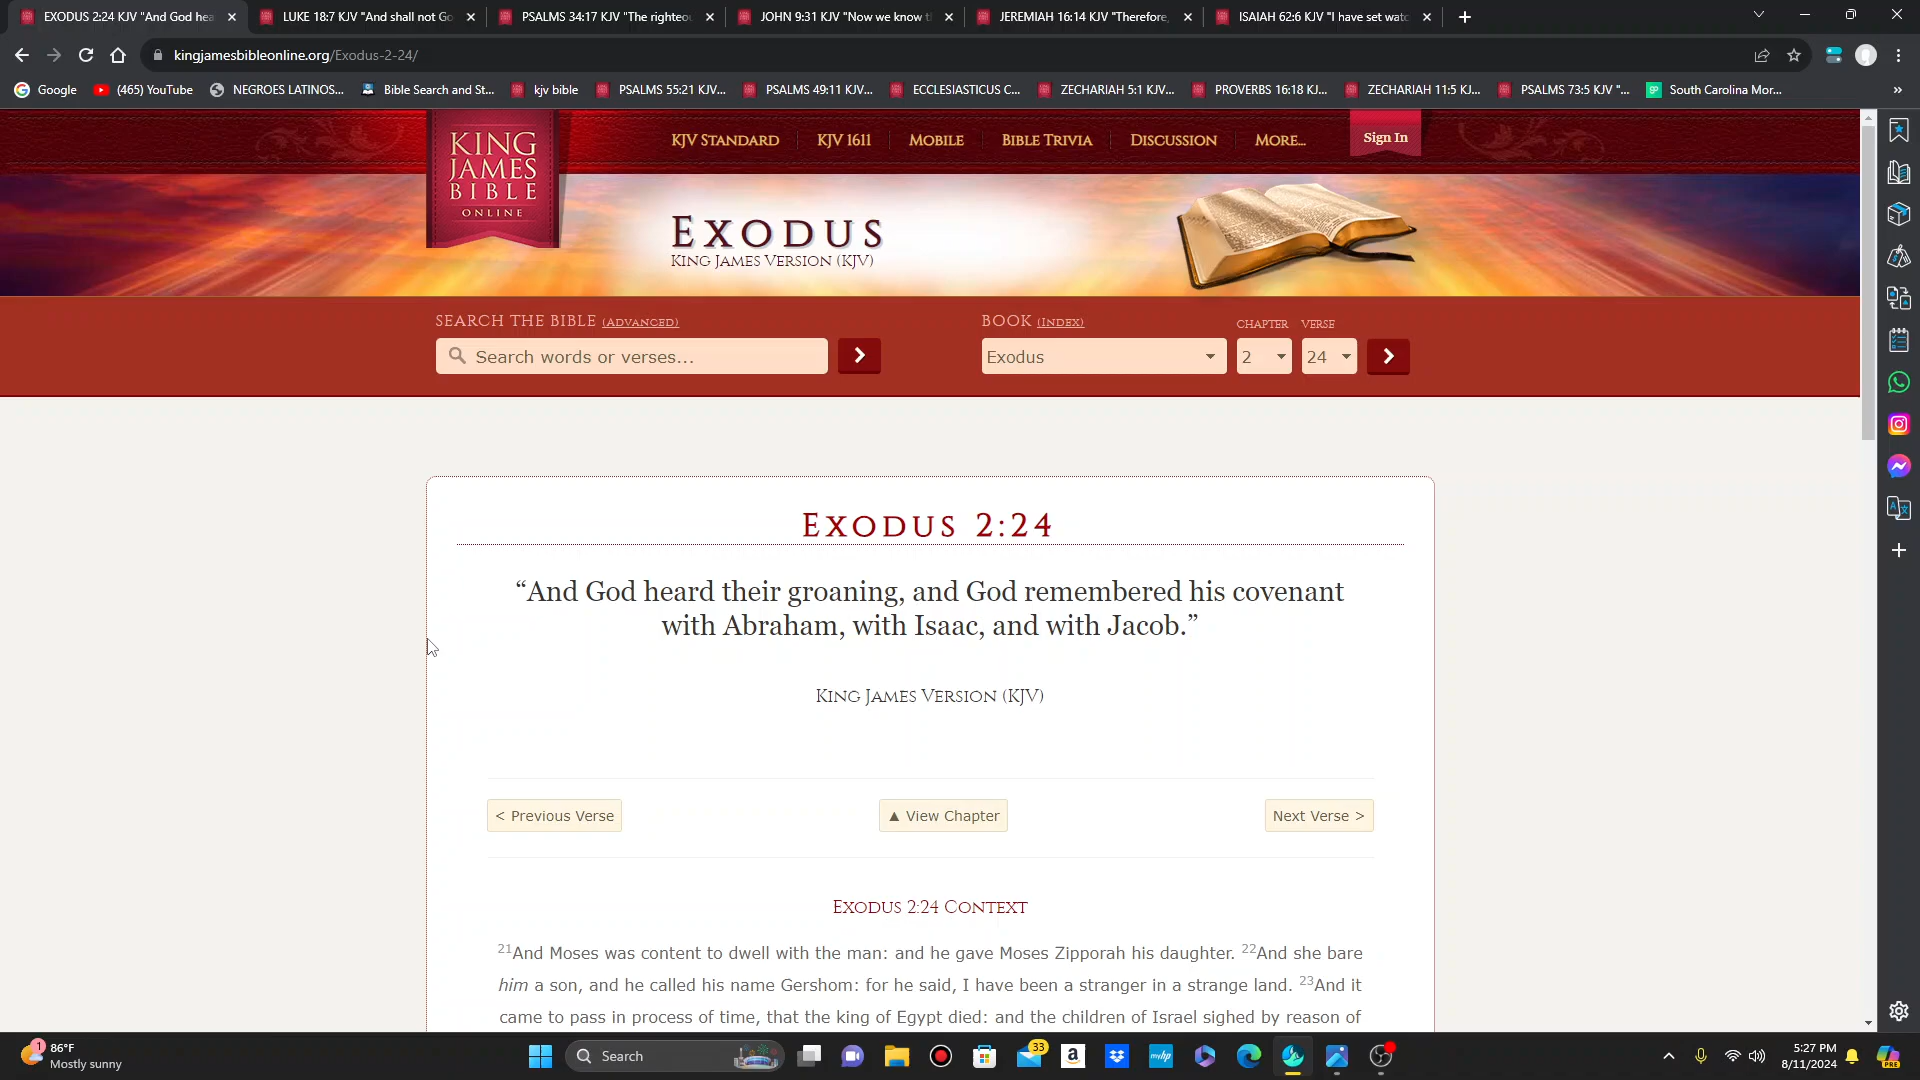 EXODUS 2:24 KJV "And God hea
LUKE 18:7 KJV "And shall not Go
PSALMS 34:17 KJV "The righteou
JOHN 9:31 KJV "Now we know t
JEREMIAH 16:14 KJV "Therefore,
ISAIAH 62:6 KJV "I have set watc
kingjamesbibleonline.org/Exodus-2-24/
Google
(465) YouTube
NEGROES LATINOS...
Bible Search and St...
kjv bible
PSALMS 55:21 KJV...
PSALMS 49:11 KJV...
ECCLESIASTICUS C...
ZECHARIAH 5:1 KJV...
PROVERBS 16:18 KJ...
ZECHARIAH 11:5 KJ...
PSALMS 73:5 KJV "...
South Carolina Mor...
KING
JAMES
BIBLE
ONLINE
KJV STANDARD
KJV 1611
MOBILE
BIBLE TRIVIA
DISCUSSION
MORE...
Sign In
EXODUS
KING JAMES VERSION (KJV)
SEARCH THE BIBLE (ADVANCED)
BOOK (INDEX)
CHAPTER
VERSE
Search words or verses...
Exodus
2
24
EXODUS 2:24
“And God heard their groaning, and God remembered his covenant
with Abraham, with Isaac, and with Jacob.”
KING JAMES VERSION (KJV)
< Previous Verse
▲ View Chapter
Next Verse >
EXODUS 2:24 CONTEXT
21And Moses was content to dwell with the man: and he gave Moses Zipporah his daughter. 22And she bare
him a son, and he called his name Gershom: for he said, I have been a stranger in a strange land. 23And it
came to pass in process of time, that the king of Egypt died: and the children of Israel sighed by reason of
1
86°F
Mostly sunny
Search
33
a
myhp
5:27 PM
8/11/2024
PRE